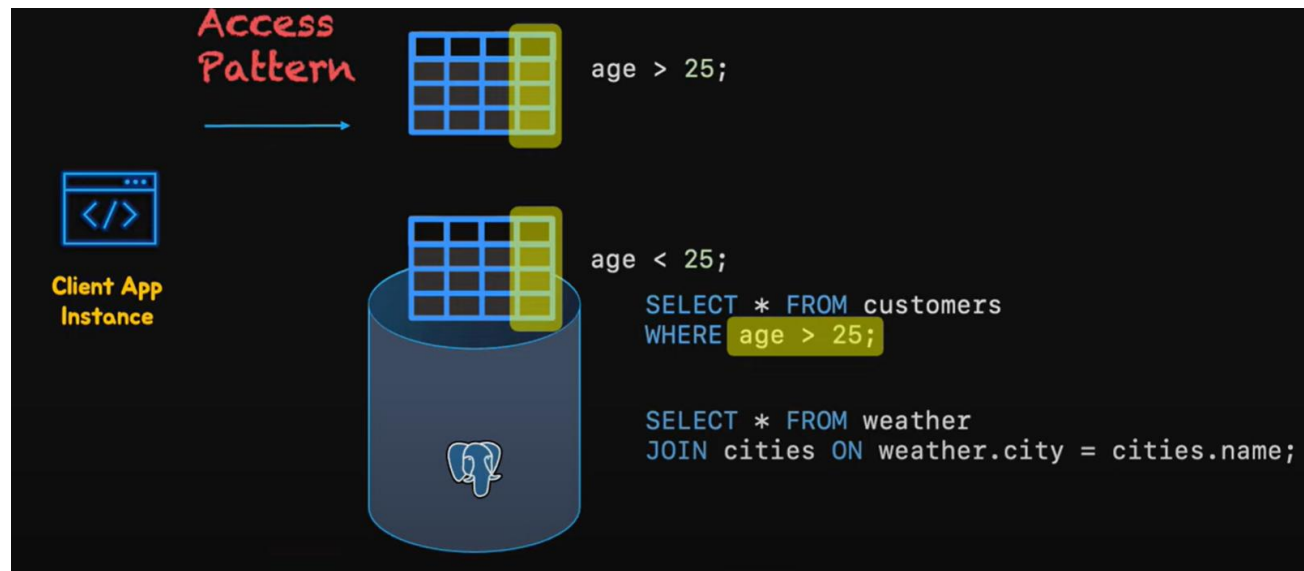 Access
Pattern
age > 25;
Client App
Instance
age < 25;
SELECT * FROM customers
WHERE age > 25;
SELECT * FROM weather
JOIN cities ON weather.city = cities.name;